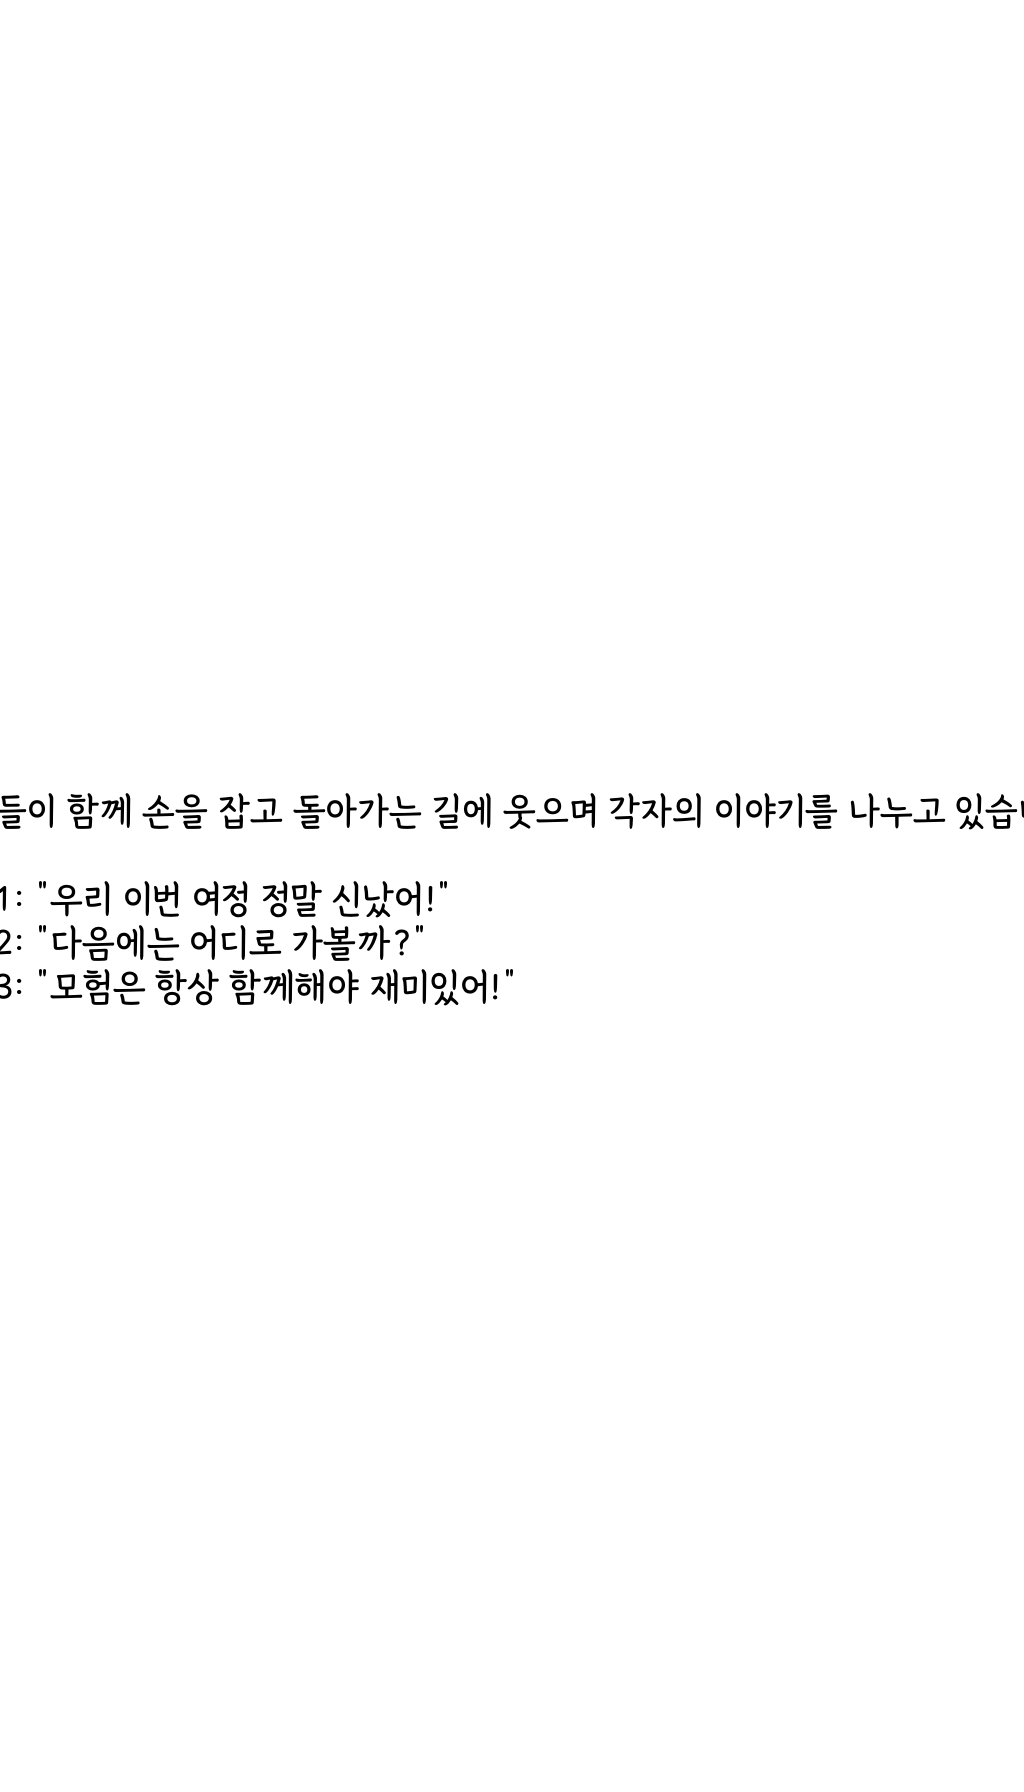 들이 함께 손을 잡고 돌아가는 길에 웃으며 각자의 이야기를 나누고
1: "우리 이번 여정 정말 신났어!"
2: "다음에는 어디로 가볼까?"
3: "모험은 항상 함께해야 재미있어!"